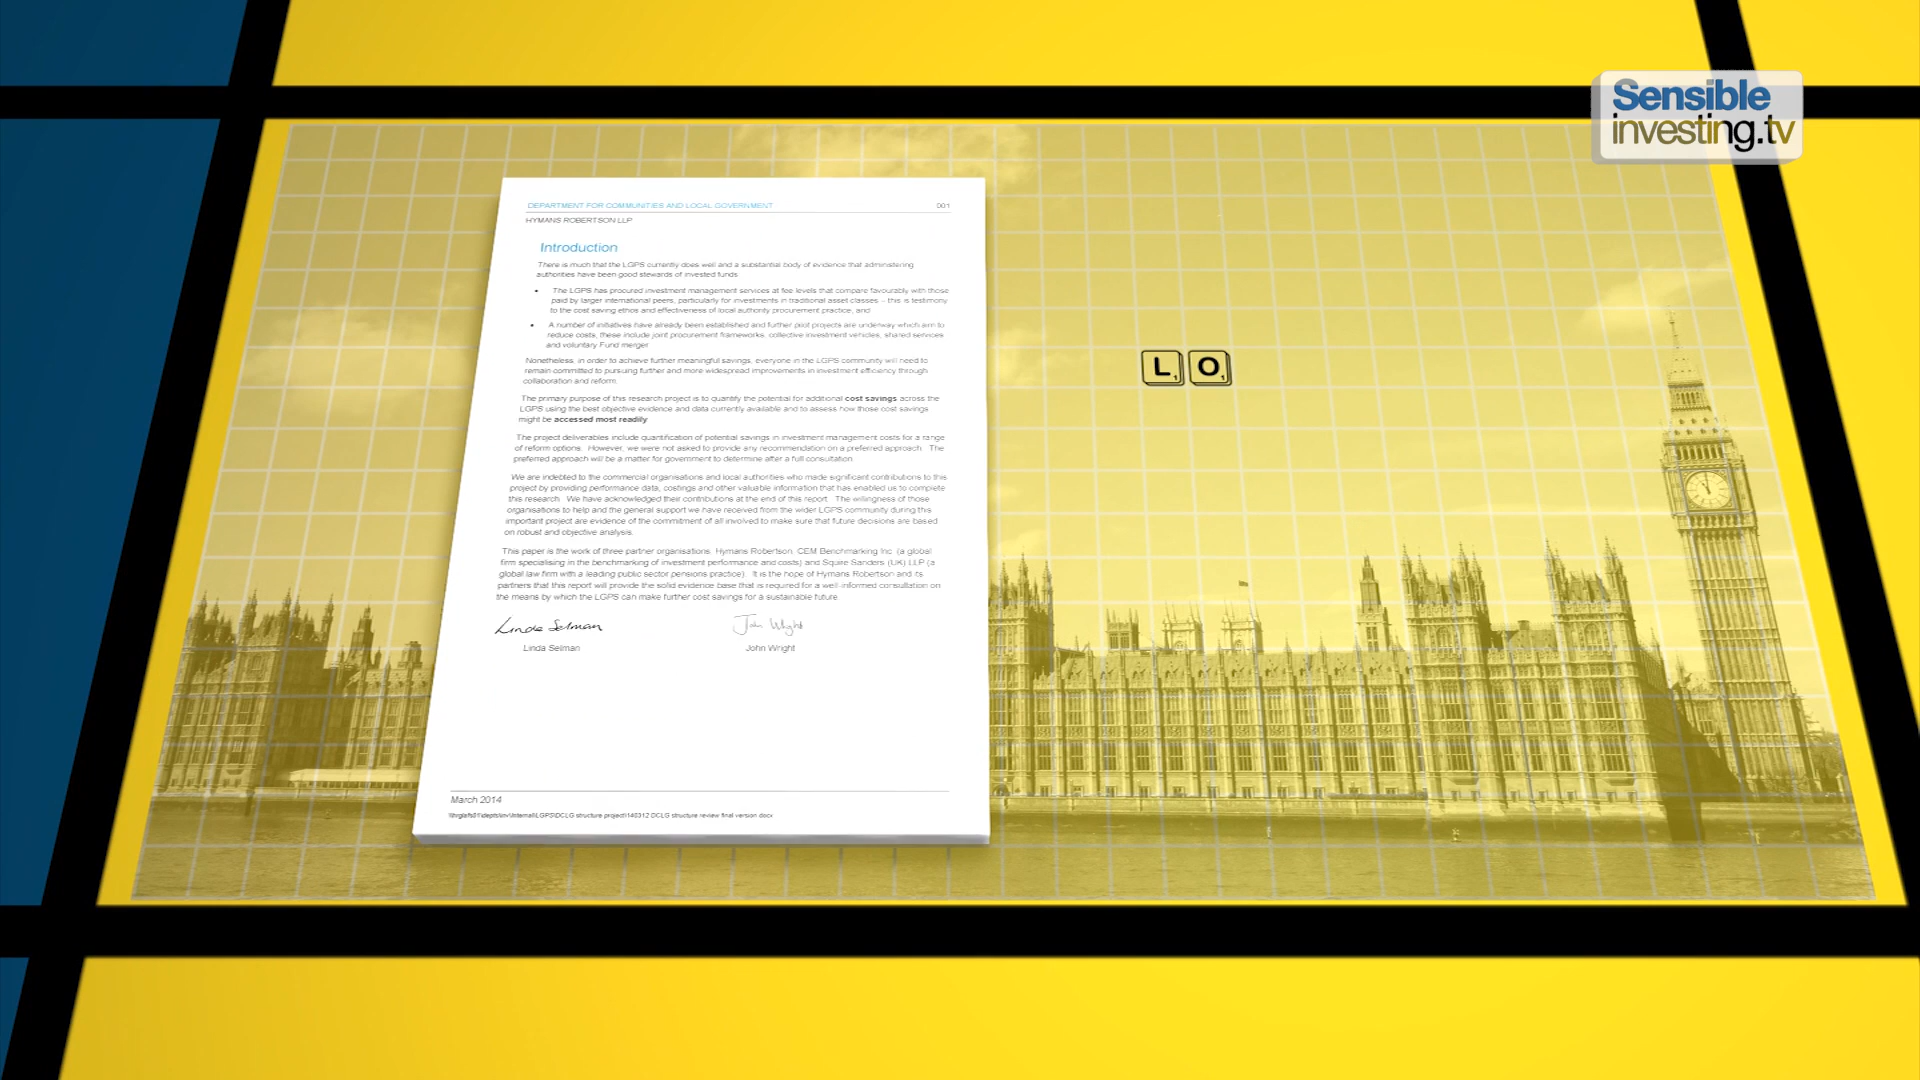 Sensible
investing.tv
DEPARTMENT FOR COMMUNITIES AND LOCAL GOVERNMENT 001
HYMANS ROBERTSON LLP
Introduction
There is much that the LGPS currently does well and a substantial body of evidence that administering
authorities have been good stewards of invested funds:
• The LGPS has procured investment management services at fee levels that compare favourably with those
paid by larger international peers, particularly for investments in traditional asset classes – this is testimony
to the cost saving ethos and effectiveness of local authority procurement practice, and
• A number of initiatives have already been established and further pilot projects are underway which aim to
reduce costs, these include joint procurement frameworks, collective investment vehicles, shared services
and voluntary Fund merger
Nonetheless, in order to achieve further meaningful savings, everyone in the LGPS community will need to
remain committed to pursuing further and more widespread improvements in investment efficiency through
collaboration and reform.
The primary purpose of this research project is to quantify the potential for additional cost savings across the
LGPS using the best objective evidence and data currently available and to assess how those cost savings
might be accessed most readily
The project deliverables include quantification of potential savings in investment management costs for a range
of reform options. However, we were not asked to provide any recommendation on a preferred approach. The
preferred approach will be a matter for government to determine after a full consultation.
We are indebted to the commercial organisations and local authorities who made significant contributions to this
project by providing performance data, costings and other valuable information that has enabled us to complete
this research. We have acknowledged their contributions at the end of this report. The willingness of those
organisations to help and the general support we have received from the wider LGPS community during this
important project are evidence of the commitment of all involved to make sure that future decisions are based
on robust and objective analysis.
This paper is the work of three partner organisations: Hymans Robertson, CEM Benchmarking Inc. (a global
firm specialising in the benchmarking of investment performance and costs) and Squire Sanders (UK) LLP (a
global law firm with a leading public sector pensions practice). It is the hope of Hymans Robertson and its
partners that this report will provide the solid evidence base that is required for a well-informed consultation on
the means by which the LGPS can make further cost savings for a sustainable future.
Linda Selman John Wright
Linda Selman John Wright
March 2014
LGPS\DCLG structure project\140312 DCLG structure review final version.docx
L1 O1